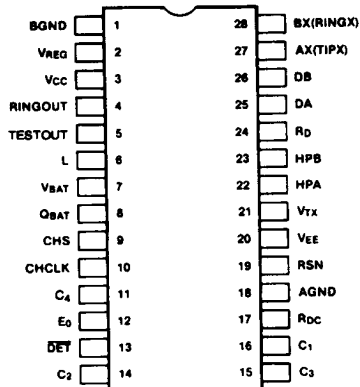 BGND 1 28 BX(RINGX)
VREG 2 27 AX(TIPX)
VCC 3 26 DB
RINGOUT 4 25 DA
TESTOUT 5 24 RD
L 6 23 HPB
VBAT 7 22 HPA
QBAT 8 21 VTX
CHS 9 20 VEE
CHCLK 10 19 RSN
C4 11 18 AGND
E0 12 17 RDC
DET 13 16 C1
C2 14 15 C3